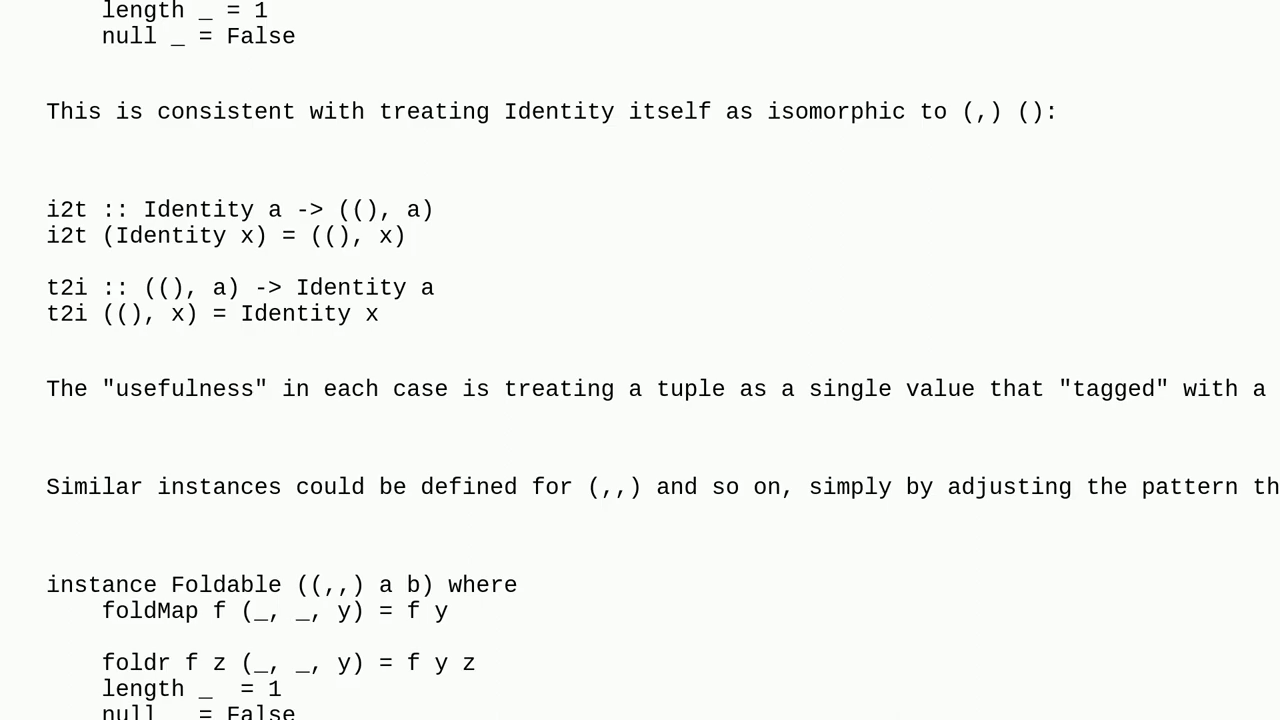 length _ = 1
null _ = False
This is consistent with treating Identity itself as isomorphic to (,) ():
i2t :: Identity a -> ((), a)
i2t (Identity x) = ((), x)
t2i :: ((), a) -> Identity a
t2i ((), x) = Identity x
The "usefulness" in each case is treating a tuple as a single value that "tagged" with a
Similar instances could be defined for (,,) and so on, simply by adjusting the pattern th
instance Foldable ((,,) a b) where
foldMap f (_, _, y) = f y
foldr f z (_, _, y) = f y z
length _  = 1
null _ = False